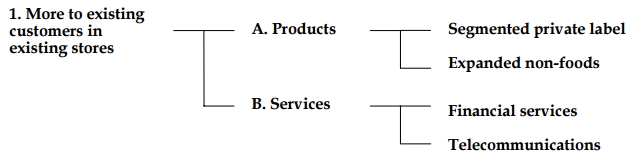 1. More to existing
customers in
existing stores
A. Products
Segmented private label
Expanded non-foods
B. Services
Financial services
Telecommunications